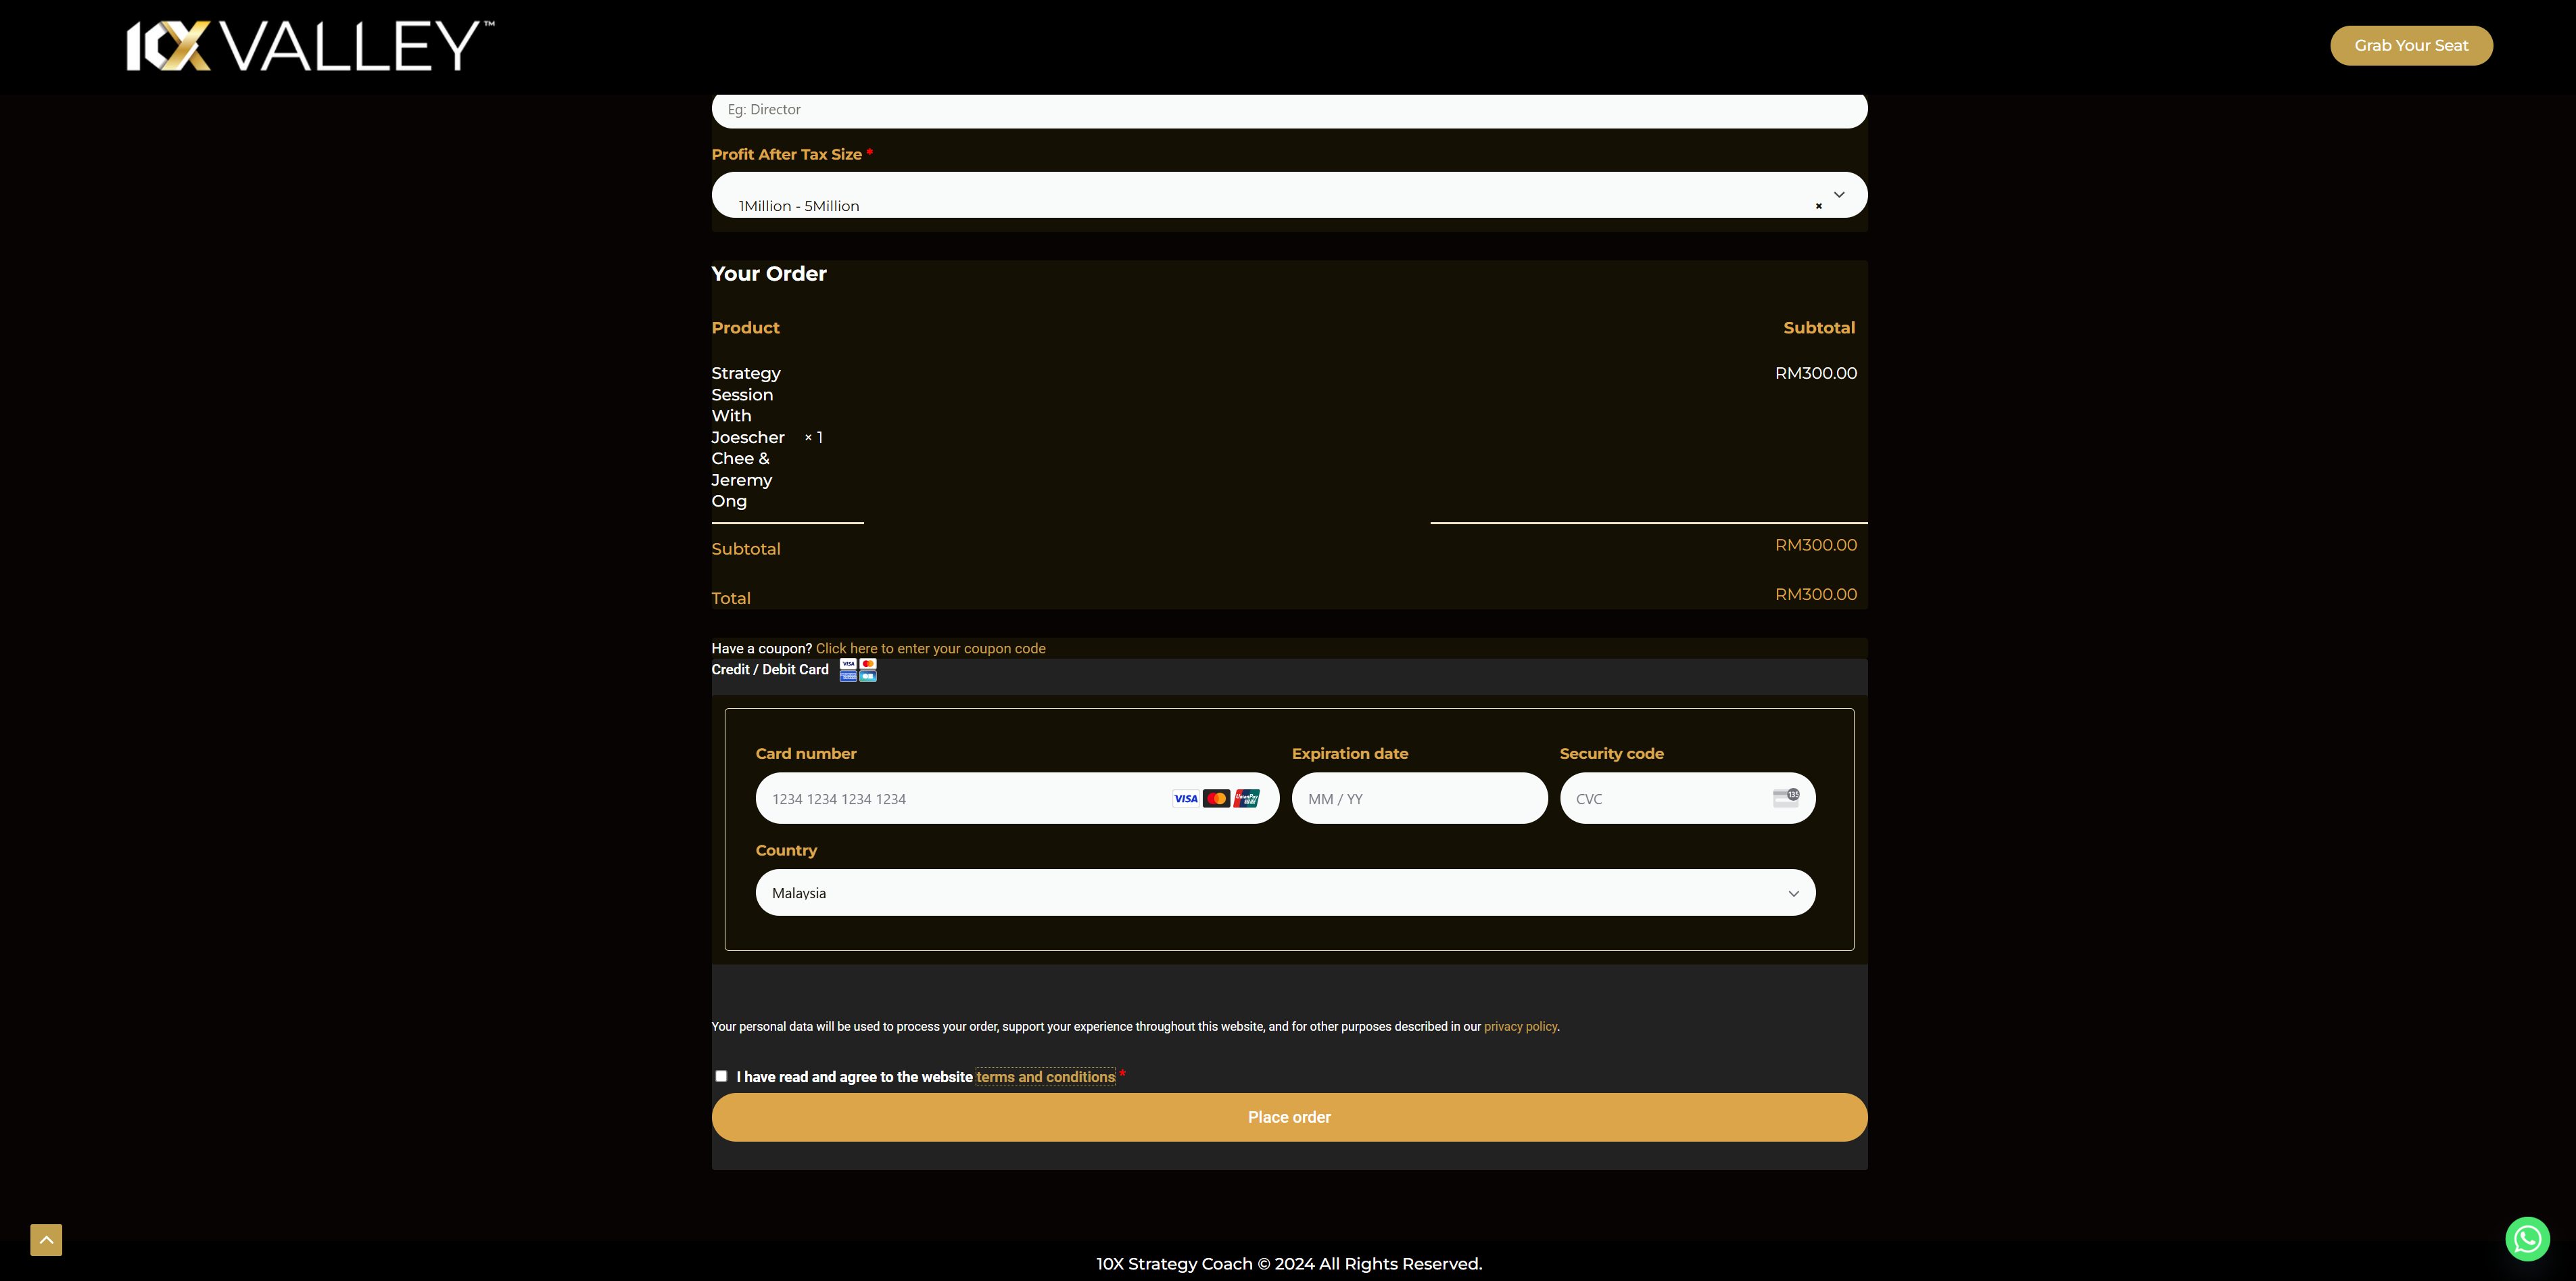 10X VALLEY™
Grab Your Seat
Eg: Director
Profit After Tax Size *
1Million - 5Million ×
Your Order
Product Subtotal
Strategy RM300.00
Session
With
Joescher × 1
Chee &
Jeremy
Ong
Subtotal RM300.00
Total RM300.00
Have a coupon? Click here to enter your coupon code
Credit / Debit Card VISA
Card number Expiration date Security code
1234 1234 1234 1234 VISA UnionPay MM / YY CVC 135
Country
Malaysia
Your personal data will be used to process your order, support your experience throughout this website, and for other purposes described in our privacy policy.
I have read and agree to the website terms and conditions *
Place order
10X Strategy Coach © 2024 All Rights Reserved.